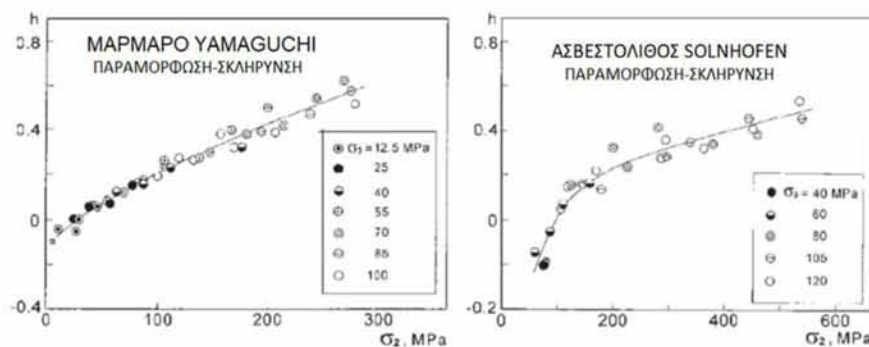 h
0.8
0.4
0
-0.4
ΜΑΡΜΑΡΟ YAMAGUCHI
ΠΑΡΑΜΟΡΦΩΣΗ-ΣΚΛΗΡΥΝΣΗ
σ₃ = 12.5 MPa
25
40
55
70
85
100
0
100
200
300
σ₂, MPa
h
0.8
0.4
0
-0.2
ΑΣΒΕΣΤΟΛΙΘΟΣ SOLNHOFEN
ΠΑΡΑΜΟΡΦΩΣΗ-ΣΚΛΗΡΥΝΣΗ
σ₃ = 40 MPa
60
80
105
120
0
200
400
600
σ₂, MPa